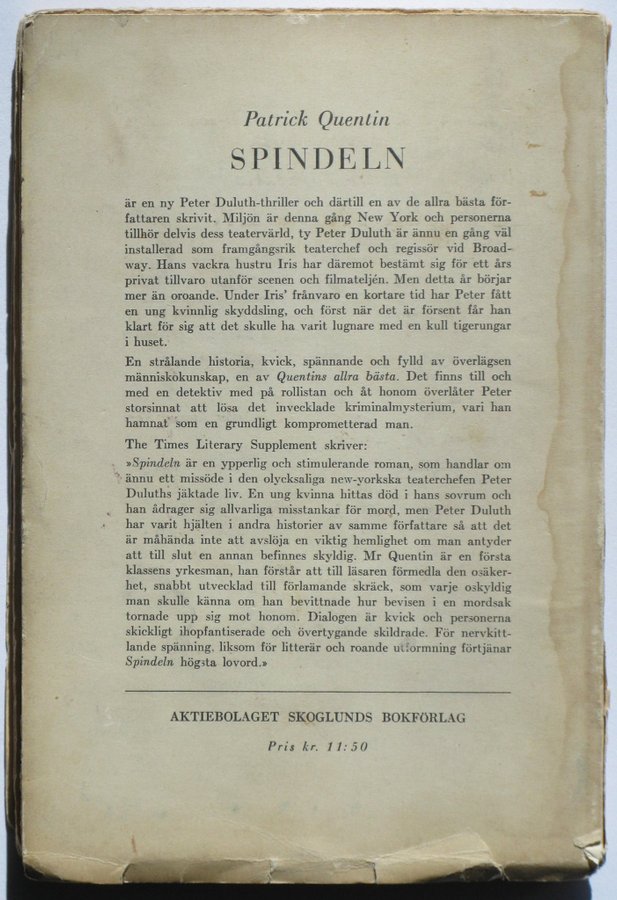 Patrick Quentin
SPINDELN
är en ny Peter Duluth-thriller och därtill en av de allra bästa för-
fattaren skrivit. Miljön är denna gång New York och personerna
tillhör delvis dess teatervärld, ty Peter Duluth är ännu en gång väl
installerad som framgångsrik teaterchef och regissör vid Broad-
way. Hans vackra hustru Iris har däremot bestämt sig för ett års
privat tillvaro utanför scenen och filmateljén. Men detta år börjar
mer än oroande. Under Iris’ frånvaro en kortare tid har Peter fått
en ung kvinnlig skyddsling, och först när det är försent får han
klart för sig att det skulle ha varit lugnare med en kull tigerungar
i huset.
En strålande historia, kvick, spännande och fylld av överlägsen
människokunskap, en av Quentins allra bästa. Det finns till och
med en detektiv med på rollistan och åt honom överlåter Peter
storsinnat att lösa det invecklade kriminalmysterium, vari han
hamnat som en grundligt komprometterad man.
The Times Literary Supplement skriver:
»Spindeln är en ypperlig och stimulerande roman, som handlar om
ännu ett missöde i den olycksaliga new-yorkska teaterchefen Peter
Duluths jäktade liv. En ung kvinna hittas död i hans sovrum och
han ådrager sig allvarliga misstankar för mord, men Peter Duluth
har varit hjälten i andra historier av samme författare så att det
är måhända inte att avslöja en viktig hemlighet om man antyder
att till slut en annan befinnes skyldig. Mr Quentin är en första
klassens yrkesman, han förstår att till läsaren förmedla den osäker-
het, snabbt utvecklad till förlamande skräck, som varje oskyldig
man skulle känna om han bevittnade hur bevisen i en mordsak
tornade upp sig mot honom. Dialogen är kvick och personerna
skickligt ihopfantiserade och övertygande skildrade. För nervkitt-
lande spänning, liksom för litterär och roande utformning förtjänar
Spindeln högsta lovord.»
AKTIEBOLAGET SKOGLUNDS BOKFÖRLAG
Pris kr. 11:50